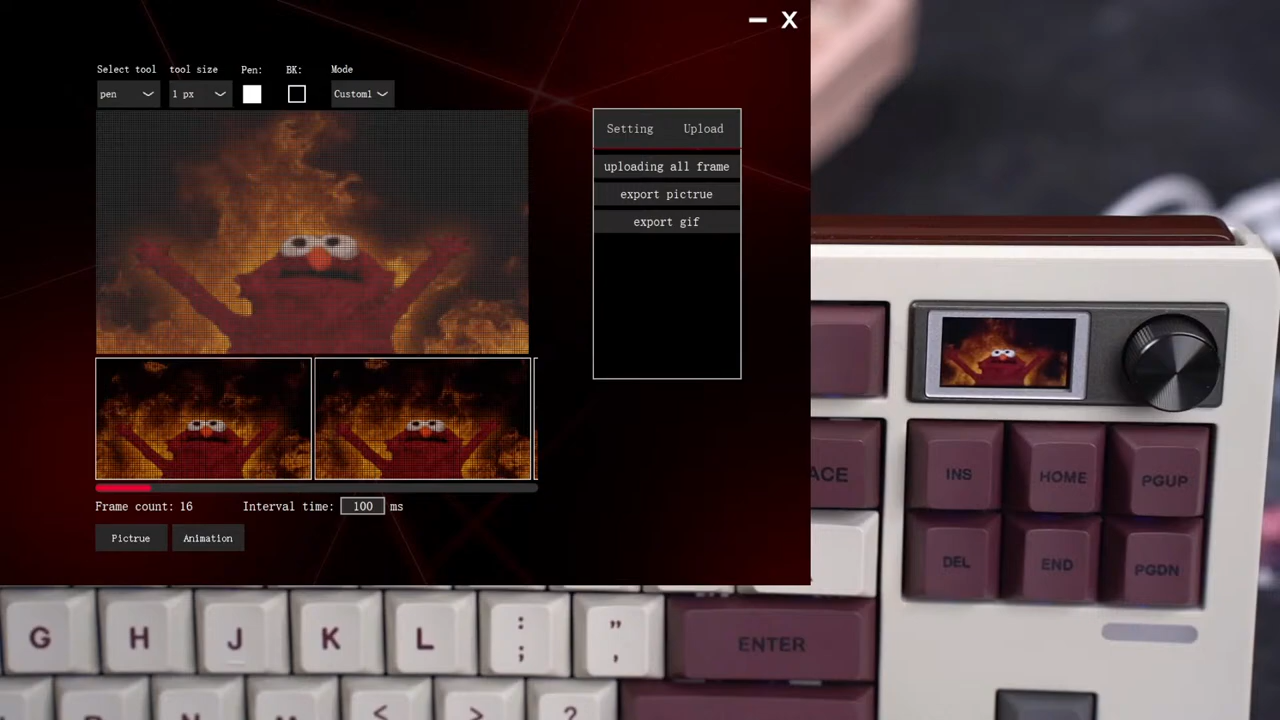 X
Select tool
tool size
Pen:
BK:
Mode
pen
1 px
Custom1
Setting
Upload
uploading all frame
export pictrue
export gif
Frame count: 16
Interval time:
100
ms
Pictrue
Animation
ACE
INS
HOME
PGUP
DEL
END
PGDN
G
H
J
K
L
:
;
"
,
ENTER
<
>
?